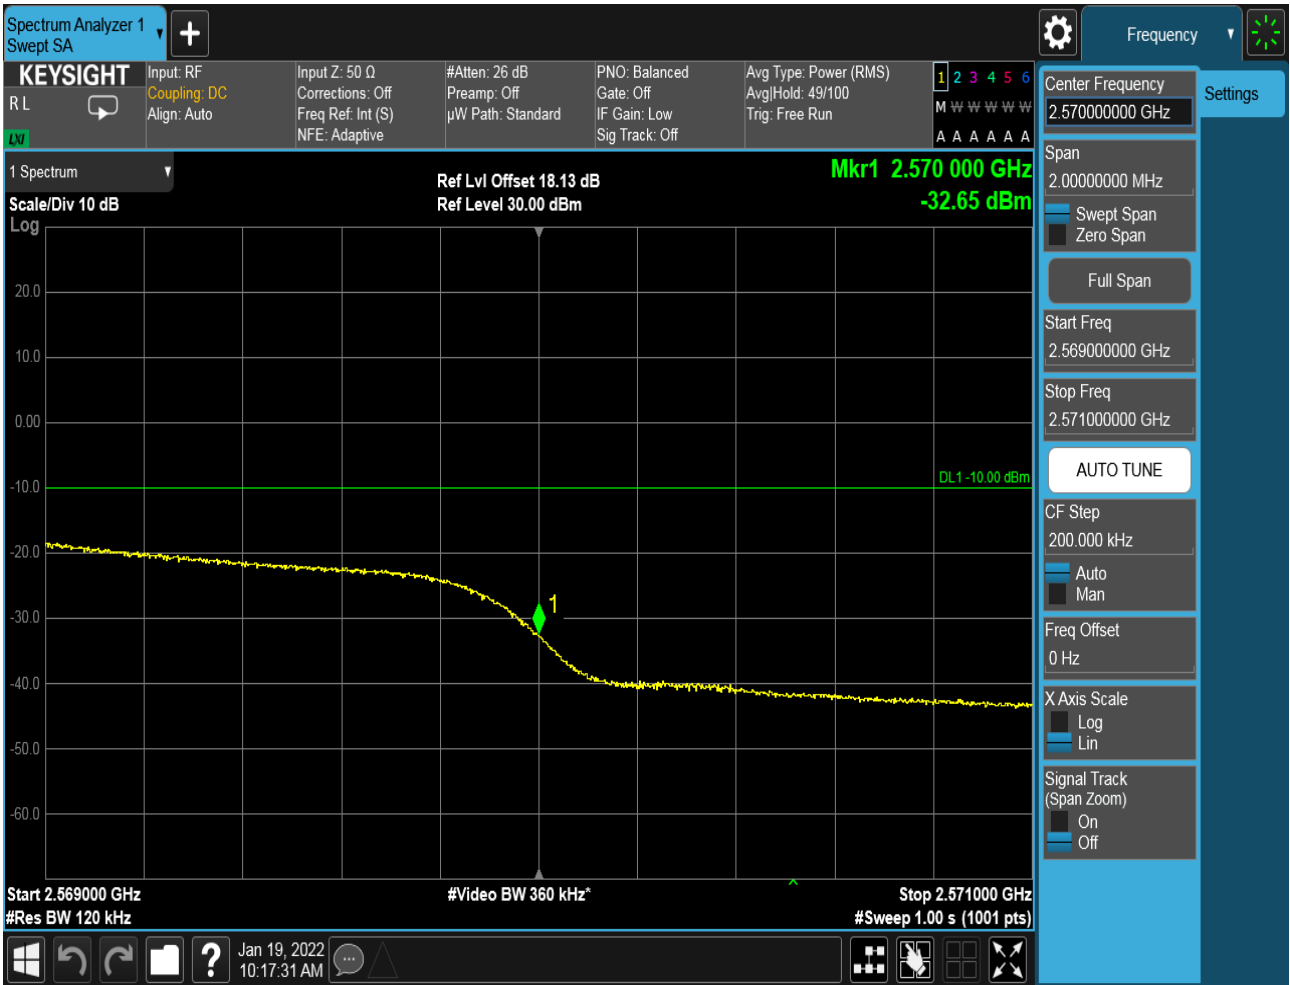 Spectrum Analyzer 1
Swept SA
Frequency
KEYSIGHT
R L
LXI
Input: RF
Coupling: DC
Align: Auto
Input Z: 50 Ω
Corrections: Off
Freq Ref: Int (S)
NFE: Adaptive
#Atten: 26 dB
Preamp: Off
µW Path: Standard
PNO: Balanced
Gate: Off
IF Gain: Low
Sig Track: Off
Avg Type: Power (RMS)
Avg|Hold: 49/100
Trig: Free Run
1 2 3 4 5 6
M W W W W W
A A A A A A
1 Spectrum
Scale/Div 10 dB
Log
Ref Lvl Offset 18.13 dB
Ref Level 30.00 dBm
Mkr1 2.570 000 GHz
-32.65 dBm
20.0
10.0
0.00
-10.0
-20.0
-30.0
-40.0
-50.0
-60.0
DL1 -10.00 dBm
1
Start 2.569000 GHz
#Res BW 120 kHz
#Video BW 360 kHz*
Stop 2.571000 GHz
#Sweep 1.00 s (1001 pts)
Center Frequency
2.570000000 GHz
Settings
Span
2.00000000 MHz
Swept Span
Zero Span
Full Span
Start Freq
2.569000000 GHz
Stop Freq
2.571000000 GHz
AUTO TUNE
CF Step
200.000 kHz
Auto
Man
Freq Offset
0 Hz
X Axis Scale
Log
Lin
Signal Track
(Span Zoom)
On
Off
?
Jan 19, 2022
10:17:31 AM